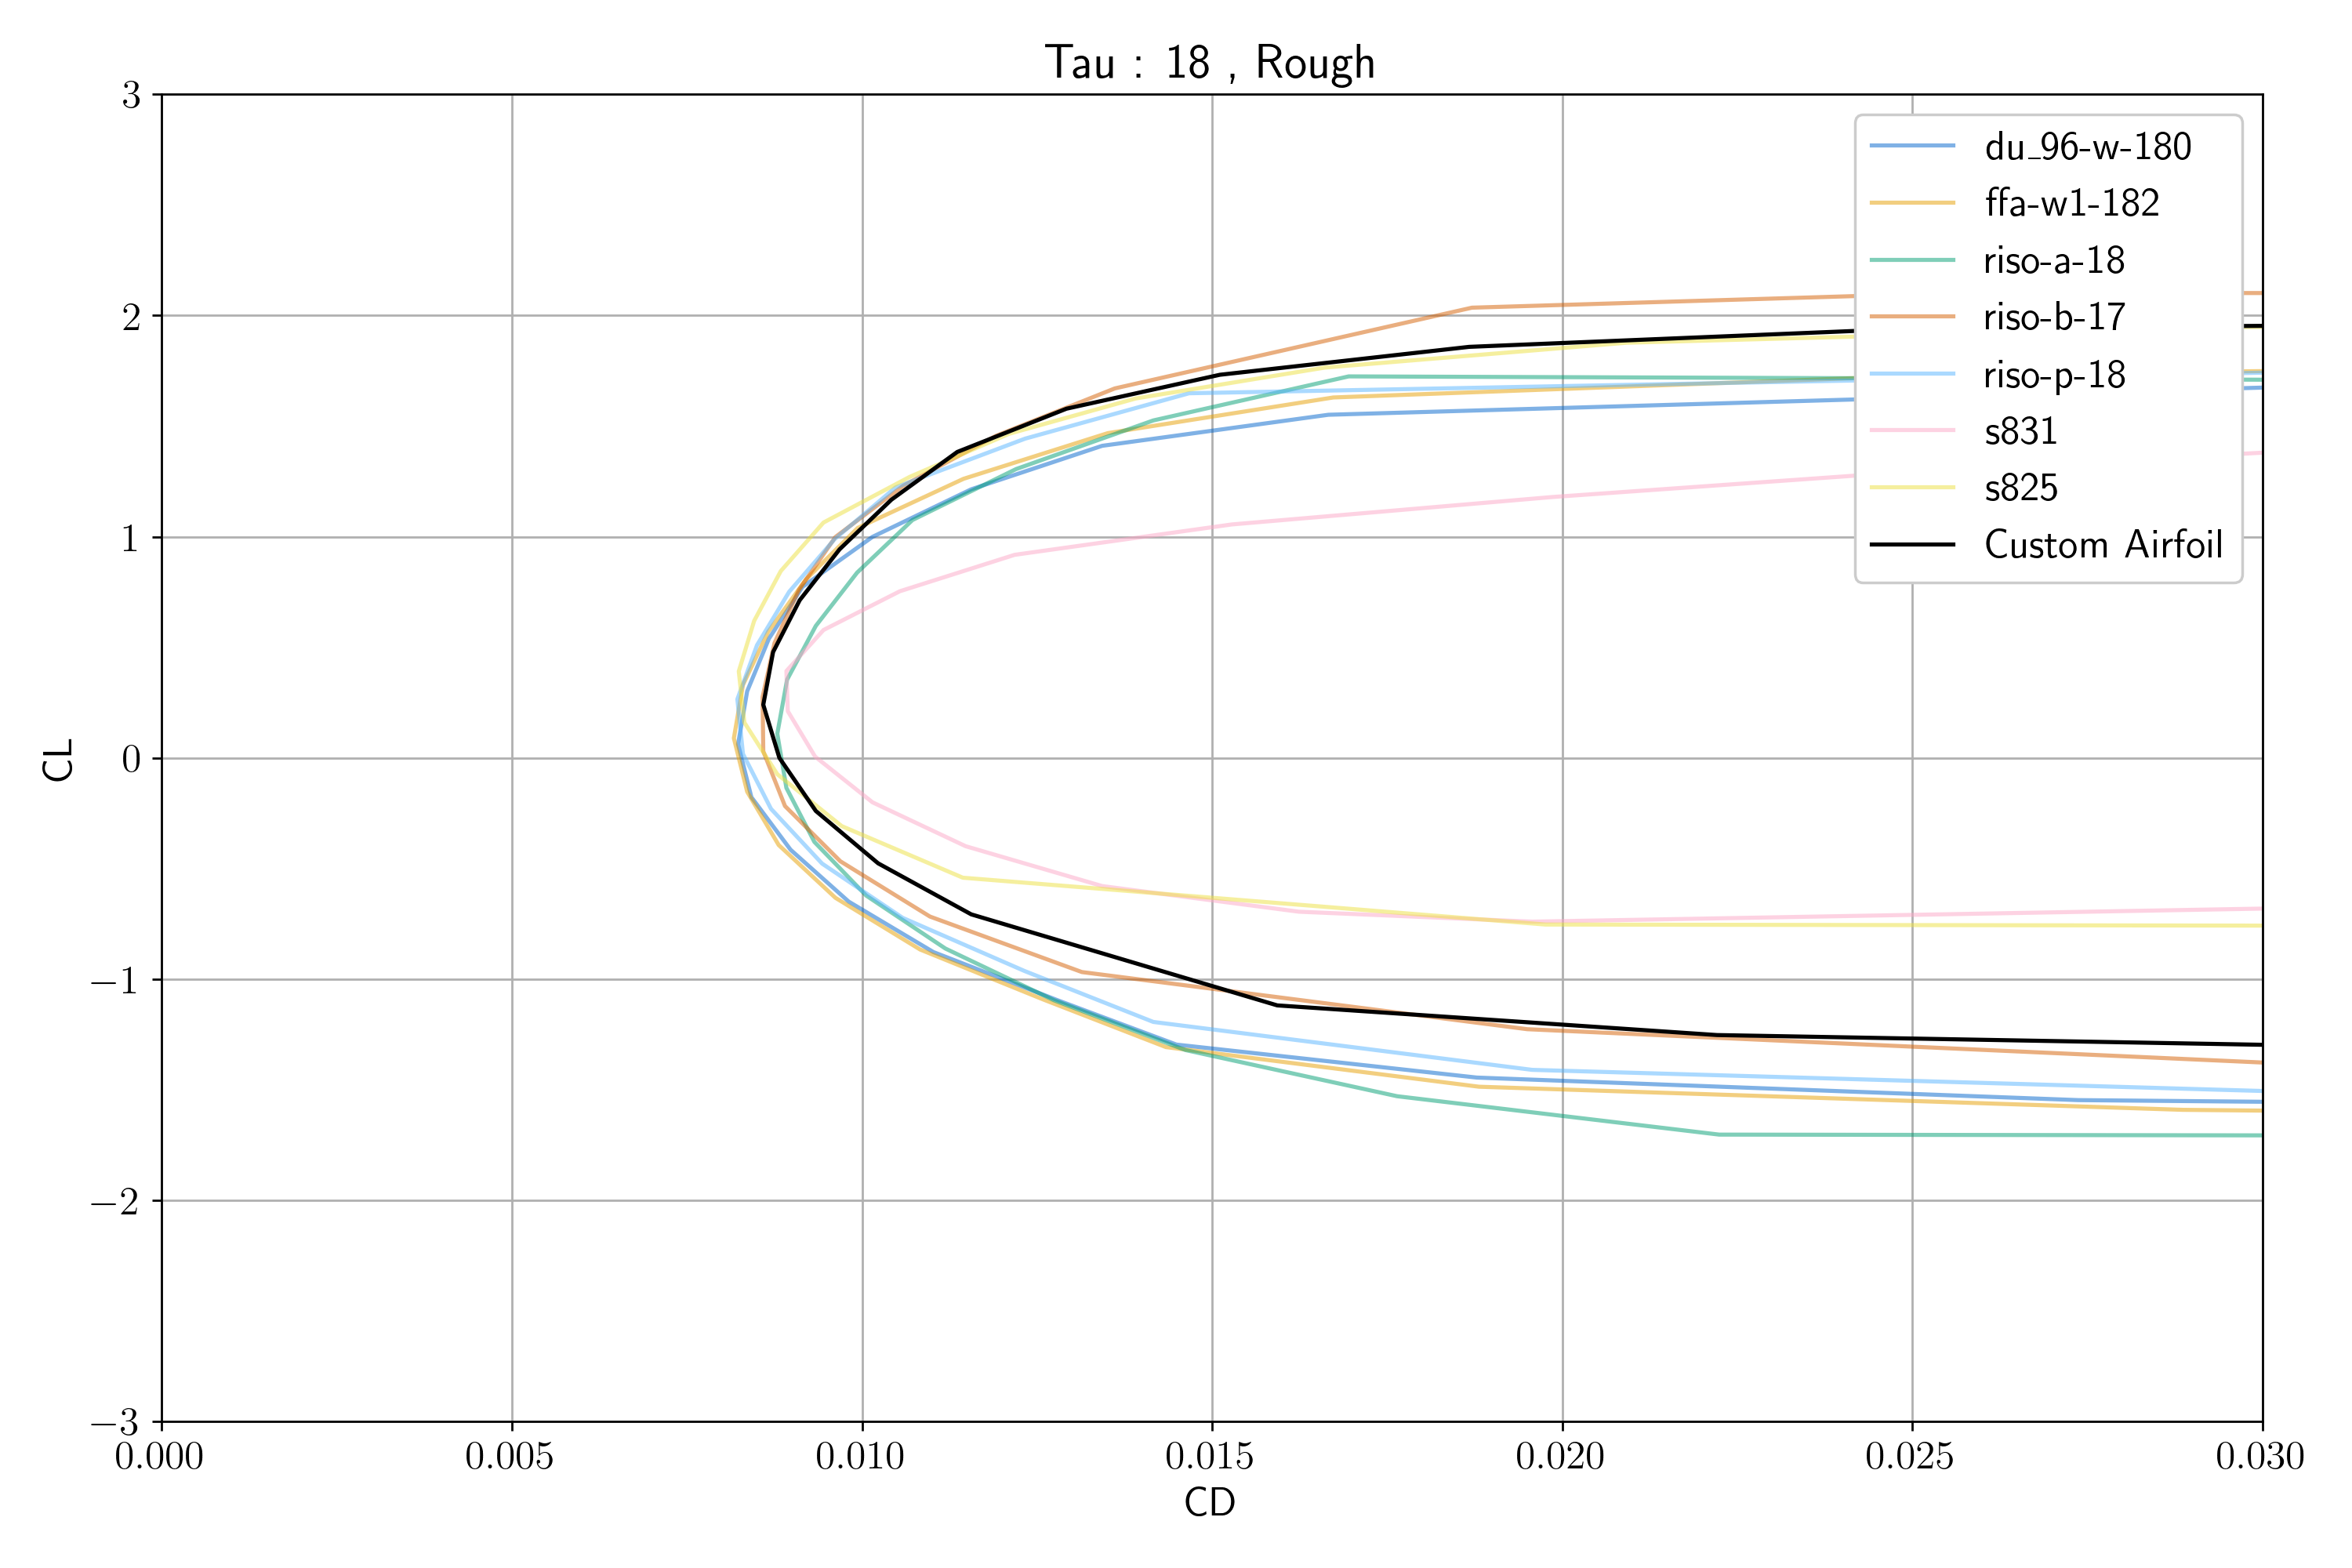 Tau : 18 , Rough
3
2
1
0
−1
−2
−3
CL
du_96-w-180
ffa-w1-182
riso-a-18
riso-b-17
riso-p-18
s831
s825
Custom Airfoil
0.000 0.005 0.010 0.015 0.020 0.025 0.030
CD